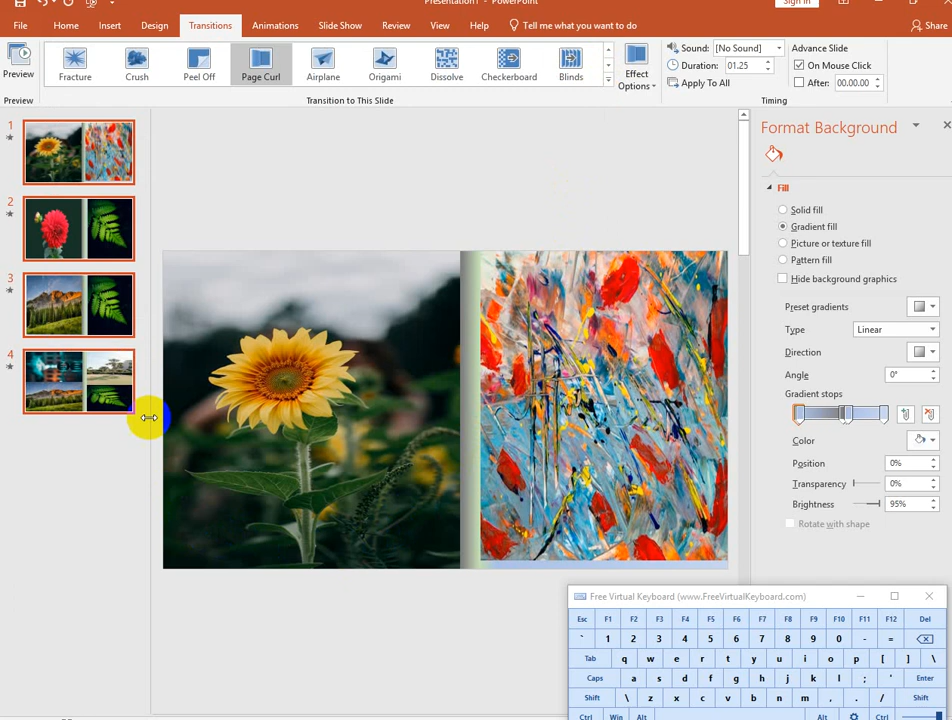 Presentation1 - PowerPoint
Sign in
File Home Insert Design Transitions Animations Slide Show Review View Help Tell me what you want to do Share
Preview
Fracture Crush Peel Off Page Curl Airplane Origami Dissolve Checkerboard Blinds
Effect
Options
Sound: [No Sound]
Duration: 01.25
Apply To All
Advance Slide
On Mouse Click
After: 00:00.00
Preview Transition to This Slide Timing
1
2
3
4
Format Background
Fill
Solid fill
Gradient fill
Picture or texture fill
Pattern fill
Hide background graphics
Preset gradients
Type Linear
Direction
Angle 0°
Gradient stops
Color
Position 0%
Transparency 0%
Brightness 95%
Rotate with shape
Free Virtual Keyboard (www.FreeVirtualKeyboard.com)
Esc F1 F2 F3 F4 F5 F6 F7 F8 F9 F10 F11 F12 Del
` 1 2 3 4 5 6 7 8 9 0 - =
Tab q w e r t y u i o p [ ] \
Caps a s d f g h j k l ; ' Enter
Shift \ z x c v b n m , . / Shift
Ctrl Win Alt Alt Ctrl